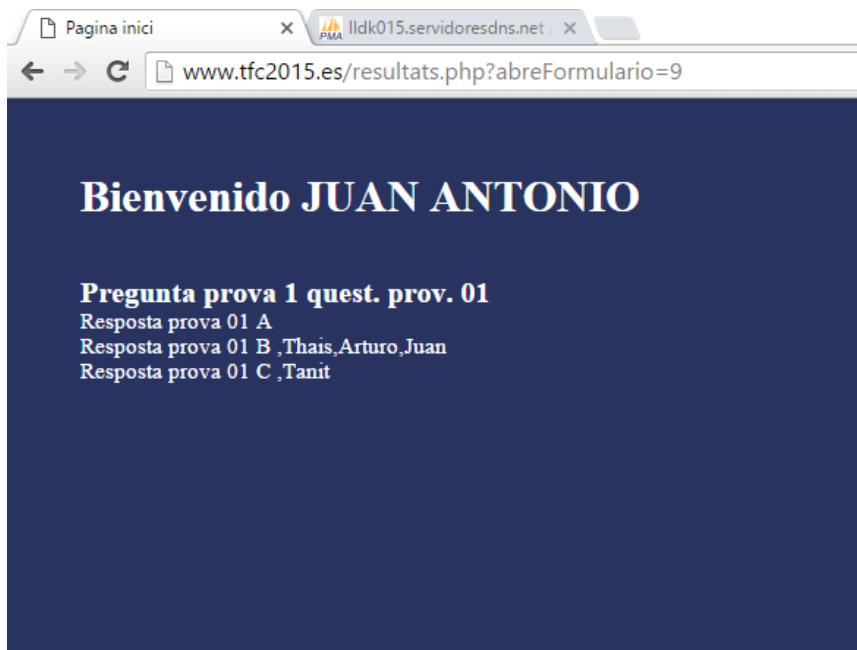 Pagina inici
PMA lldk015.servidoresdns.net
www.tfc2015.es/resultats.php?abreFormulario=9
Bienvenido JUAN ANTONIO
Pregunta prova 1 quest. prov. 01
Resposta prova 01 A
Resposta prova 01 B ,Thais,Arturo,Juan
Resposta prova 01 C ,Tanit